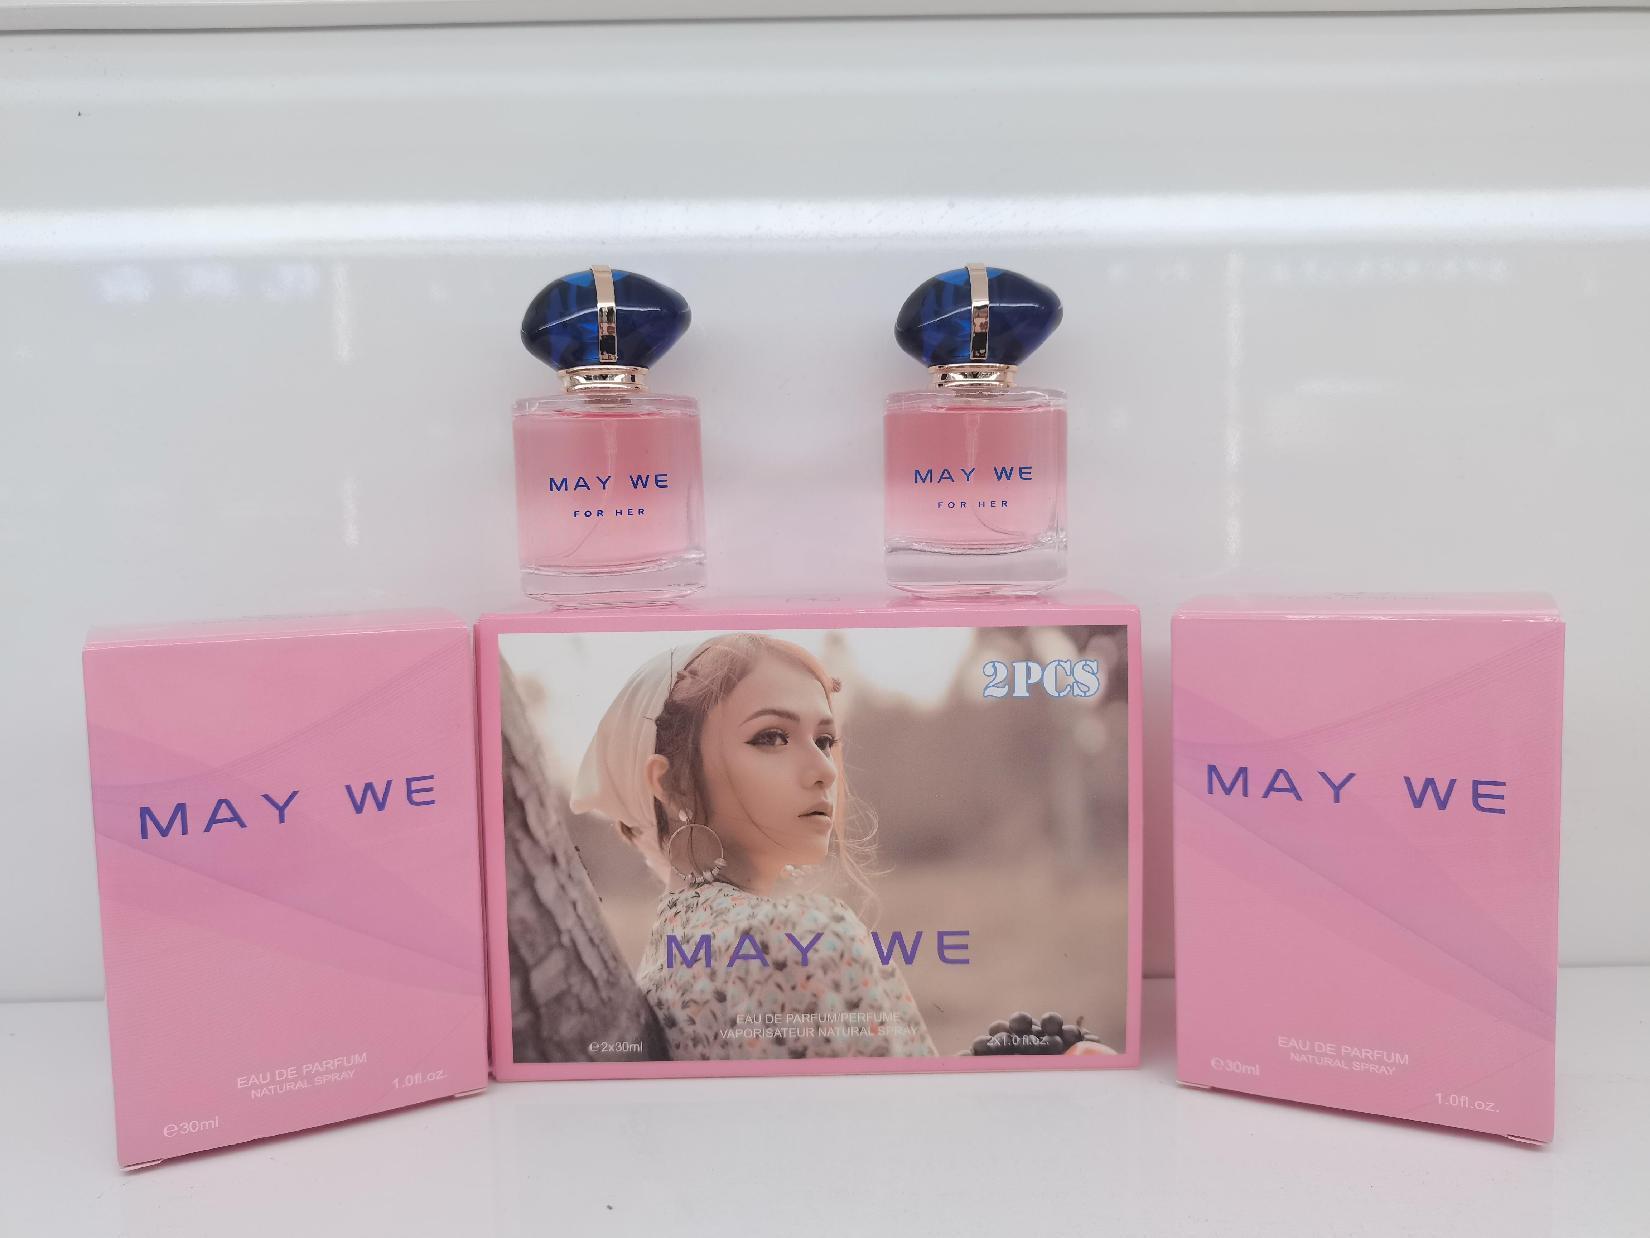 MAY WE
FOR HER
MAY WE
FOR HER
MAY WE
EAU DE PARFUM
NATURAL SPRAY
℮30ml
1.0fl.oz.
2PCS
MAY WE
EAU DE PARFUM/PERFUME
VAPORISATEUR NATURAL SPRAY
℮2x30ml
2x1.0fl.oz.
MAY WE
EAU DE PARFUM
NATURAL SPRAY
℮30ml
1.0fl.oz.